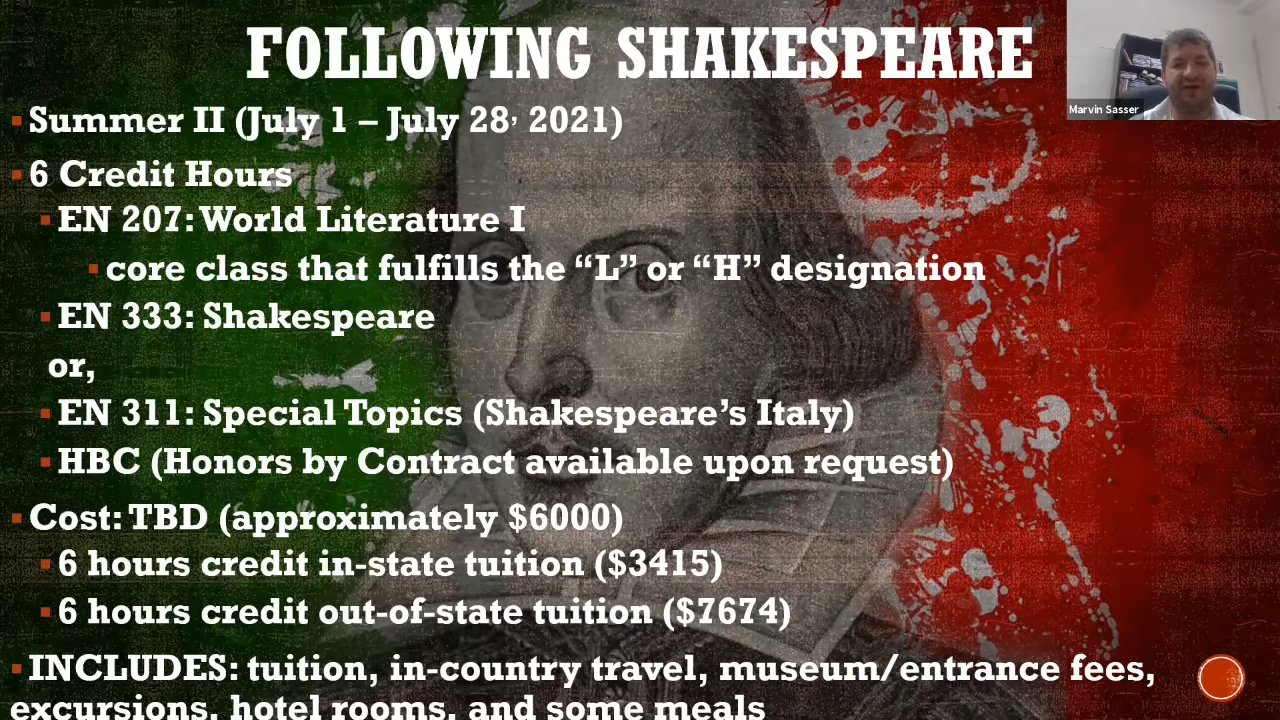 FOLLOWING SHAKESPEARE
Marvin Sasser
Summer II (July 1 – July 28, 2021)
6 Credit Hours
EN 207: World Literature I
core class that fulfills the “L” or “H” designation
EN 333: Shakespeare
or,
EN 311: Special Topics (Shakespeare’s Italy)
HBC (Honors by Contract available upon request)
Cost: TBD (approximately $6000)
6 hours credit in-state tuition ($3415)
6 hours credit out-of-state tuition ($7674)
INCLUDES: tuition, in-country travel, museum/entrance fees,
excursions, hotel rooms, and some meals